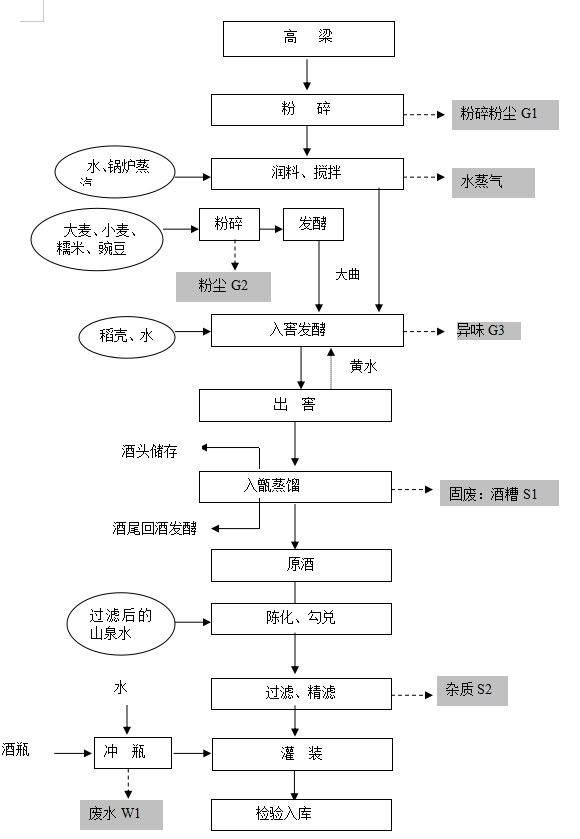 高 梁
粉 碎
粉碎粉尘 G1
水、锅炉蒸
汽
润料、搅拌
水蒸气
大麦、小麦、
糯米、豌豆
粉碎
发酵
粉尘 G2
大曲
稻壳、水
入窖发酵
异味 G3
黄水
出 窖
酒头储存
入甑蒸馏
固废：酒糟 S1
酒尾回酒发酵
原酒
过滤后的
山泉水
陈化、勾兑
水
过滤、精滤
杂质 S2
酒瓶
冲 瓶
灌 装
废水 W1
检验入库